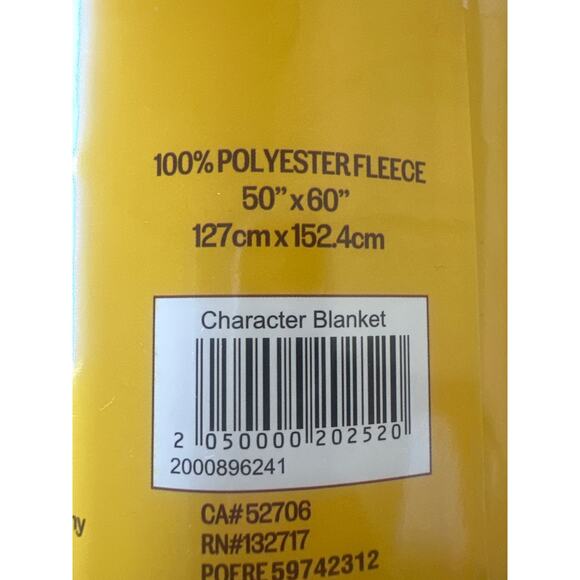 100% POLYESTER FLEECE
50” x 60”
127cm x 152.4cm
Character Blanket
2 050000 202520
2000896241
CA# 52706
RN#132717
POERE 59742312